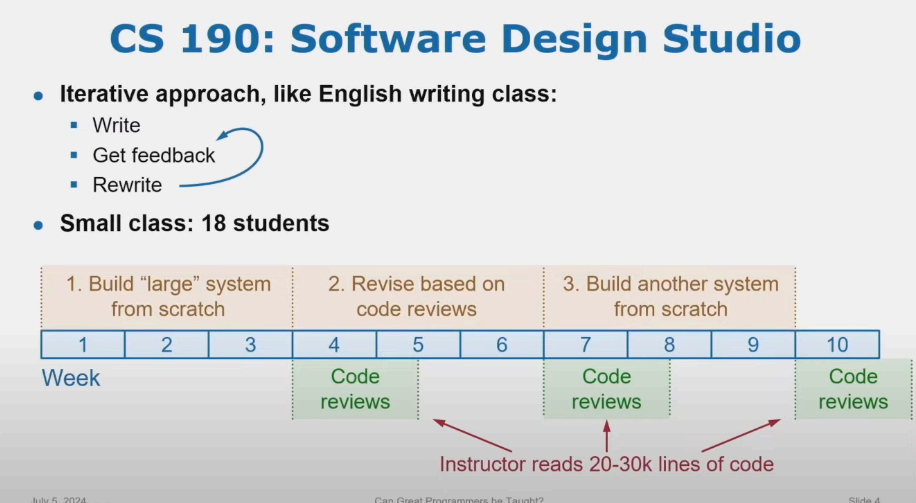 CS 190: Software Design Studio
Iterative approach, like English writing class:
Write
Get feedback
Rewrite
Small class: 18 students
1. Build “large” system
from scratch
2. Revise based on
code reviews
3. Build another system
from scratch
1 2 3 4 5 6 7 8 9 10
Week
Code
reviews
Code
reviews
Code
reviews
Instructor reads 20-30k lines of code
July 5, 2024 Can Great Programmers be Taught? Slide 4